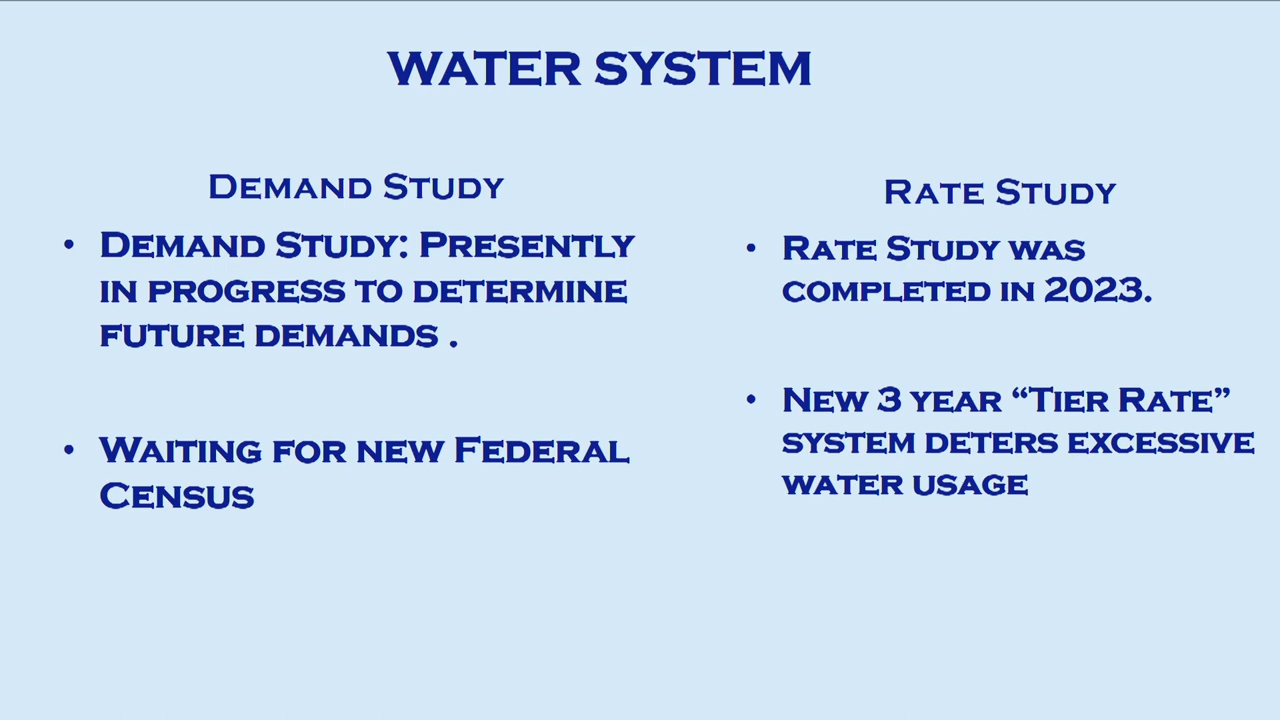 WATER SYSTEM
Demand Study
• Demand Study: Presently
in progress to determine
future demands .
• Waiting for new Federal
Census
Rate Study
• Rate Study was
completed in 2023.
• New 3 year “Tier Rate”
system deters excessive
water usage